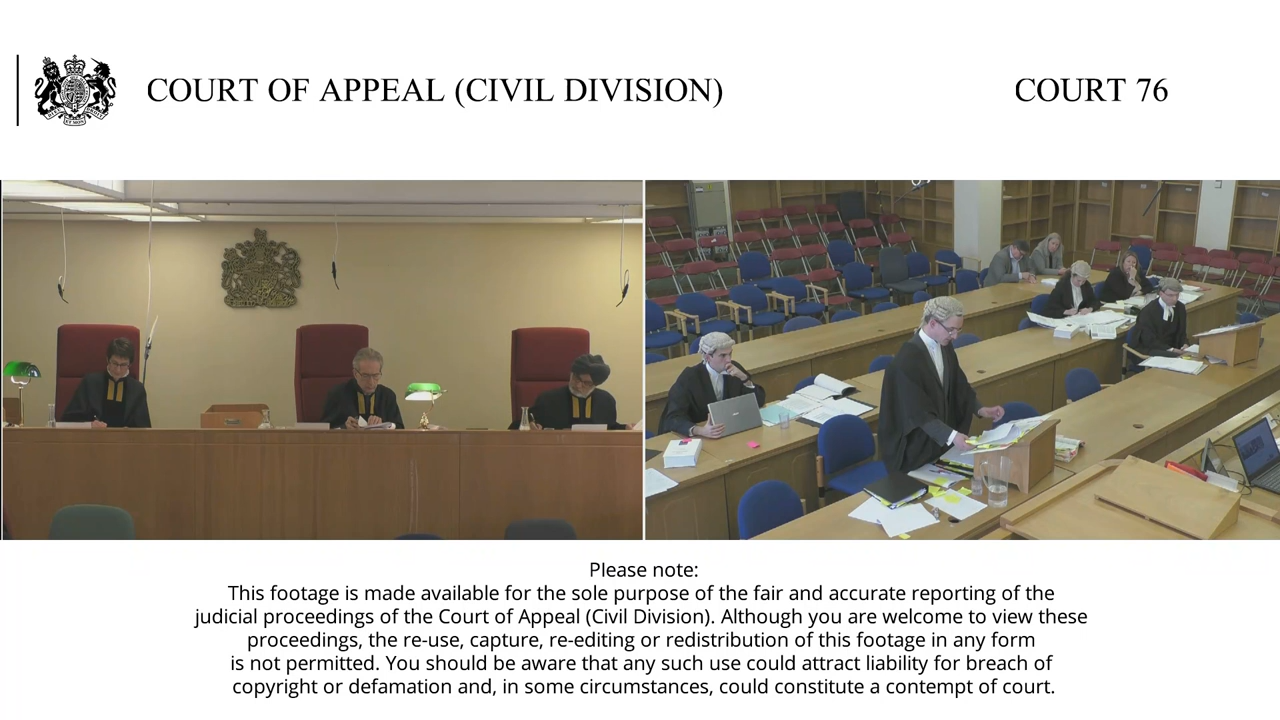 COURT OF APPEAL (CIVIL DIVISION)
COURT 76
Please note:
This footage is made available for the sole purpose of the fair and accurate reporting of the
judicial proceedings of the Court of Appeal (Civil Division). Although you are welcome to view these
proceedings, the re-use, capture, re-editing or redistribution of this footage in any form
is not permitted. You should be aware that any such use could attract liability for breach of
copyright or defamation and, in some circumstances, could constitute a contempt of court.